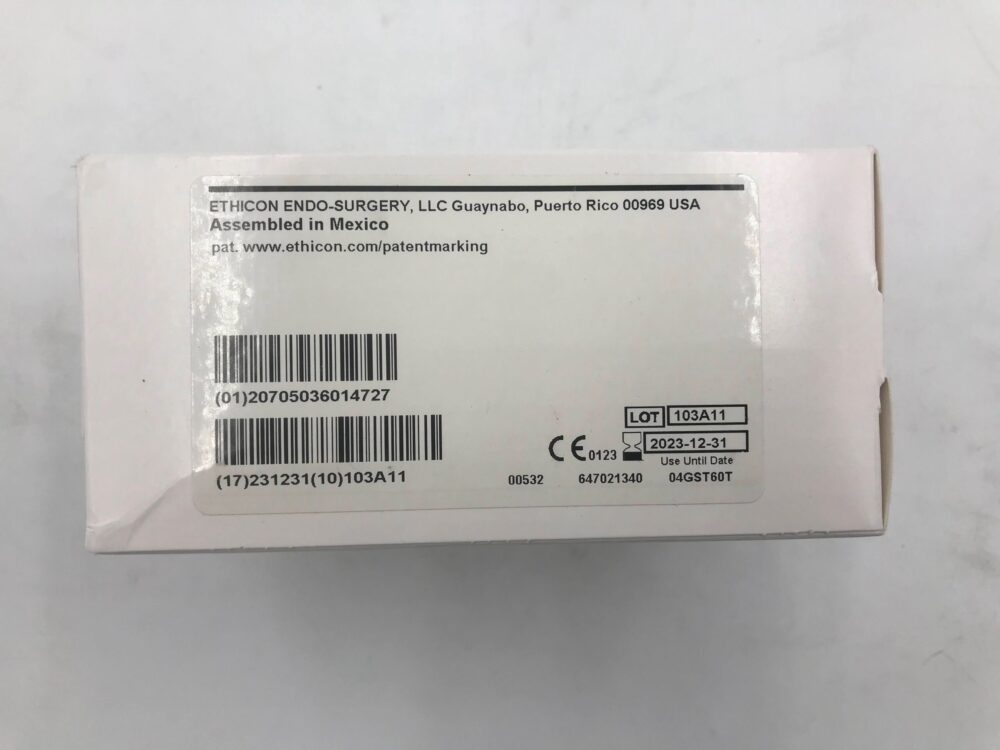 ETHICON ENDO-SURGERY, LLC Guaynabo, Puerto Rico 00969 USA
Assembled in Mexico
pat. www.ethicon.com/patentmarking
(01)20705036014727
(17)231231(10)103A11
LOT 103A11
CE 0123 2023-12-31
Use Until Date
00532 647021340 04GST60T